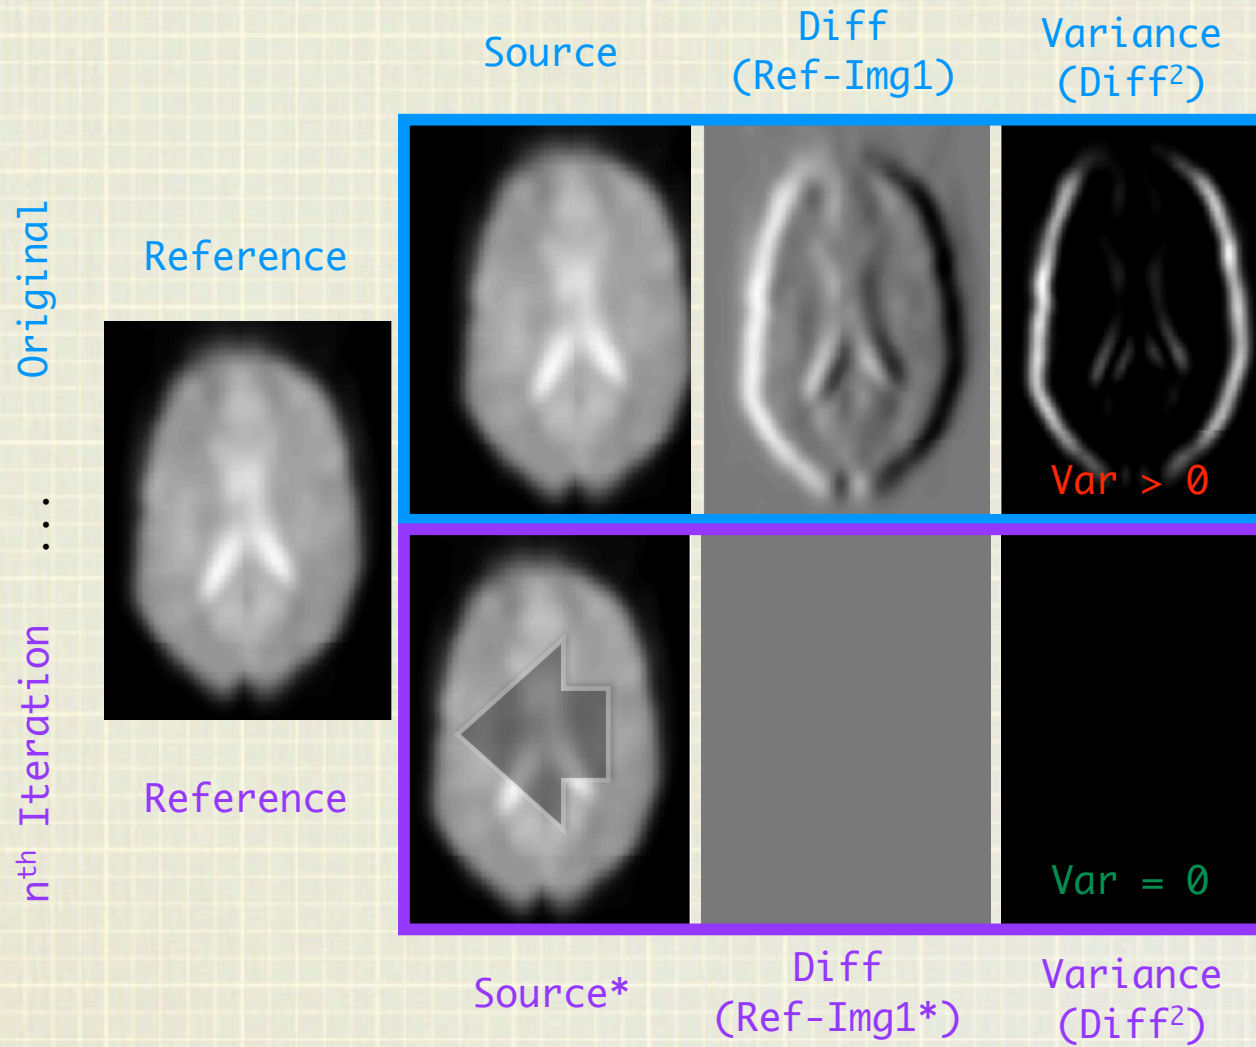 Source
Diff
(Ref-Img1)
Variance
(Diff²)
Original
Reference
Var > 0
...
nᵗʰ Iteration
Reference
Var = 0
Source*
Diff
(Ref-Img1*)
Variance
(Diff²)